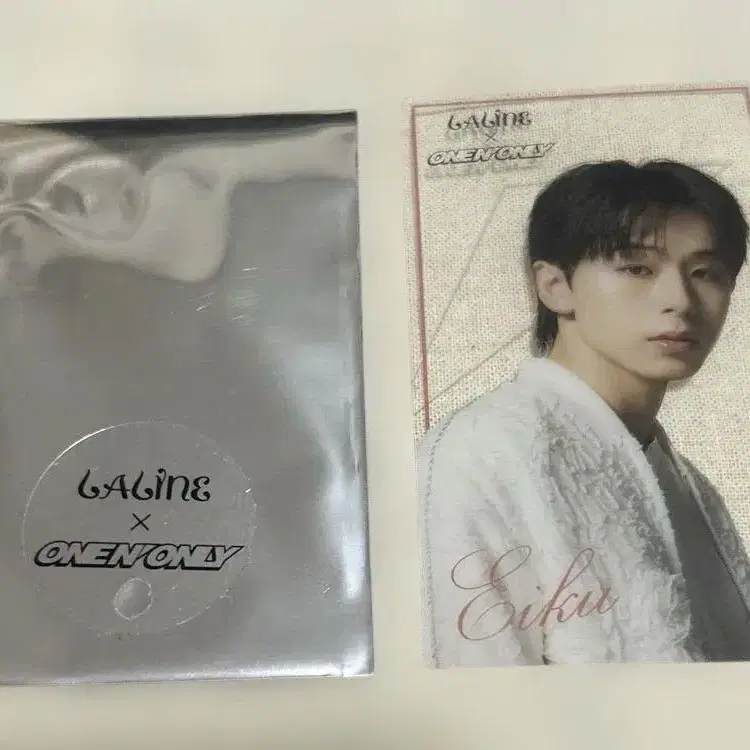 LALINE
×
ONE N' ONLY
LALINE
×
ONE N' ONLY
Eiku